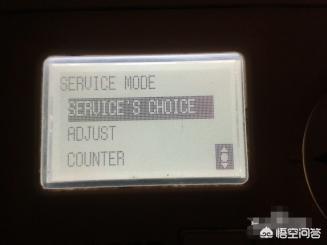 SERVICE MODE
SERVICE'S CHOICE
ADJUST
COUNTER
悟空问答